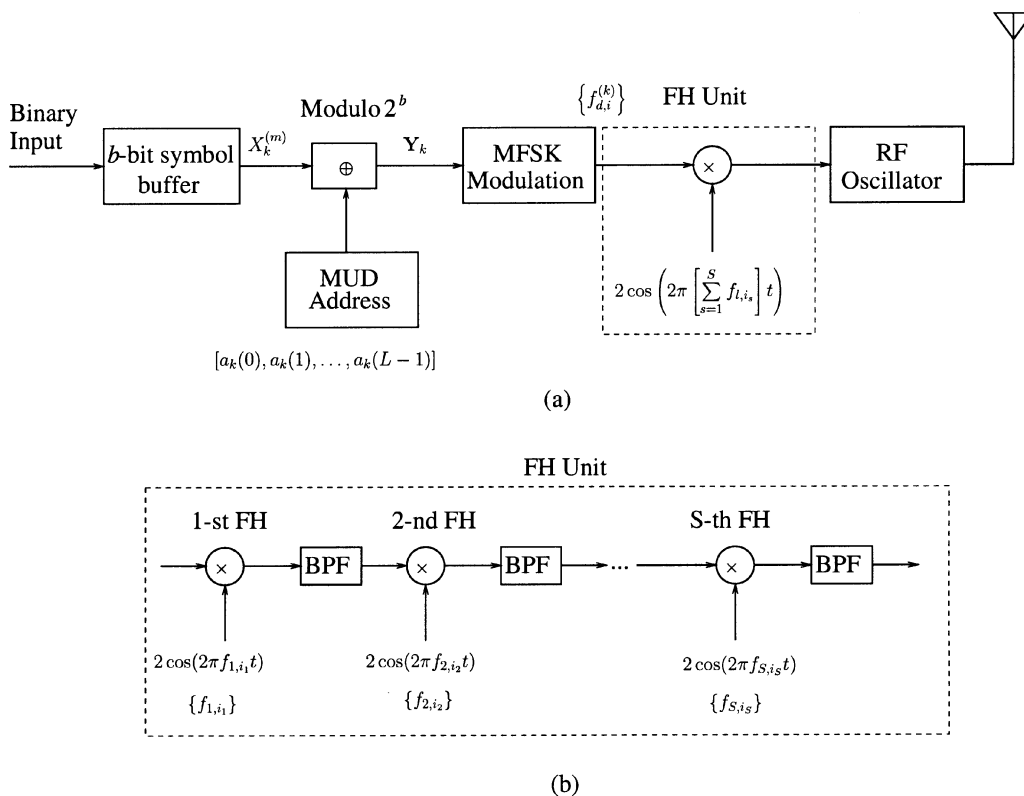 Binary
Input
b-bit symbol
buffer
X_k^{(m)}
Modulo 2^b
⊕
Y_k
MUD
Address
[a_k(0), a_k(1), . . . , a_k(L − 1)]
MFSK
Modulation
{f_{d,i}^{(k)}}
FH Unit
×
2 cos (2π [∑_{s=1}^{S} f_{l,i_s}] t)
RF
Oscillator
(a)
FH Unit
1-st FH
2-nd FH
S-th FH
× BPF × BPF ... × BPF
2 cos(2πf_{1,i_1}t)
2 cos(2πf_{2,i_2}t)
2 cos(2πf_{S,i_S}t)
{f_{1,i_1}}
{f_{2,i_2}}
{f_{S,i_S}}
(b)